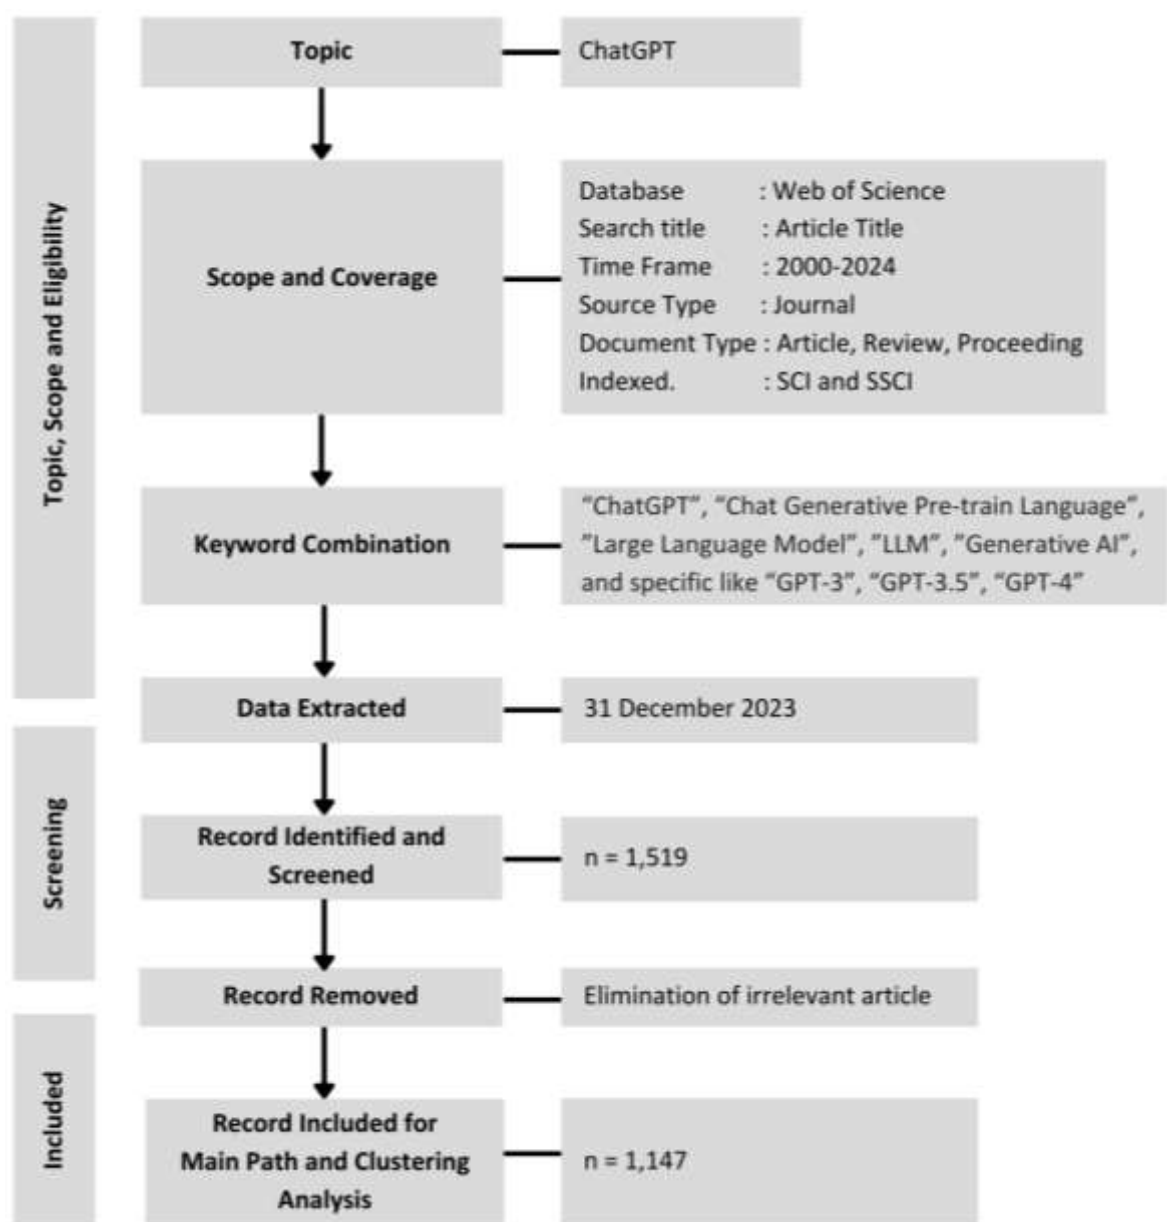 Topic, Scope and Eligibility
Topic
ChatGPT
Scope and Coverage
Database : Web of Science
Search title : Article Title
Time Frame : 2000-2024
Source Type : Journal
Document Type : Article, Review, Proceeding
Indexed. : SCI and SSCI
Keyword Combination
“ChatGPT”, “Chat Generative Pre-train Language”,
”Large Language Model”, ”LLM”, ”Generative AI”,
and specific like “GPT-3”, “GPT-3.5”, “GPT-4”
Data Extracted
31 December 2023
Screening
Record Identified and
Screened
n = 1,519
Record Removed
Elimination of irrelevant article
Included
Record Included for
Main Path and Clustering
Analysis
n = 1,147